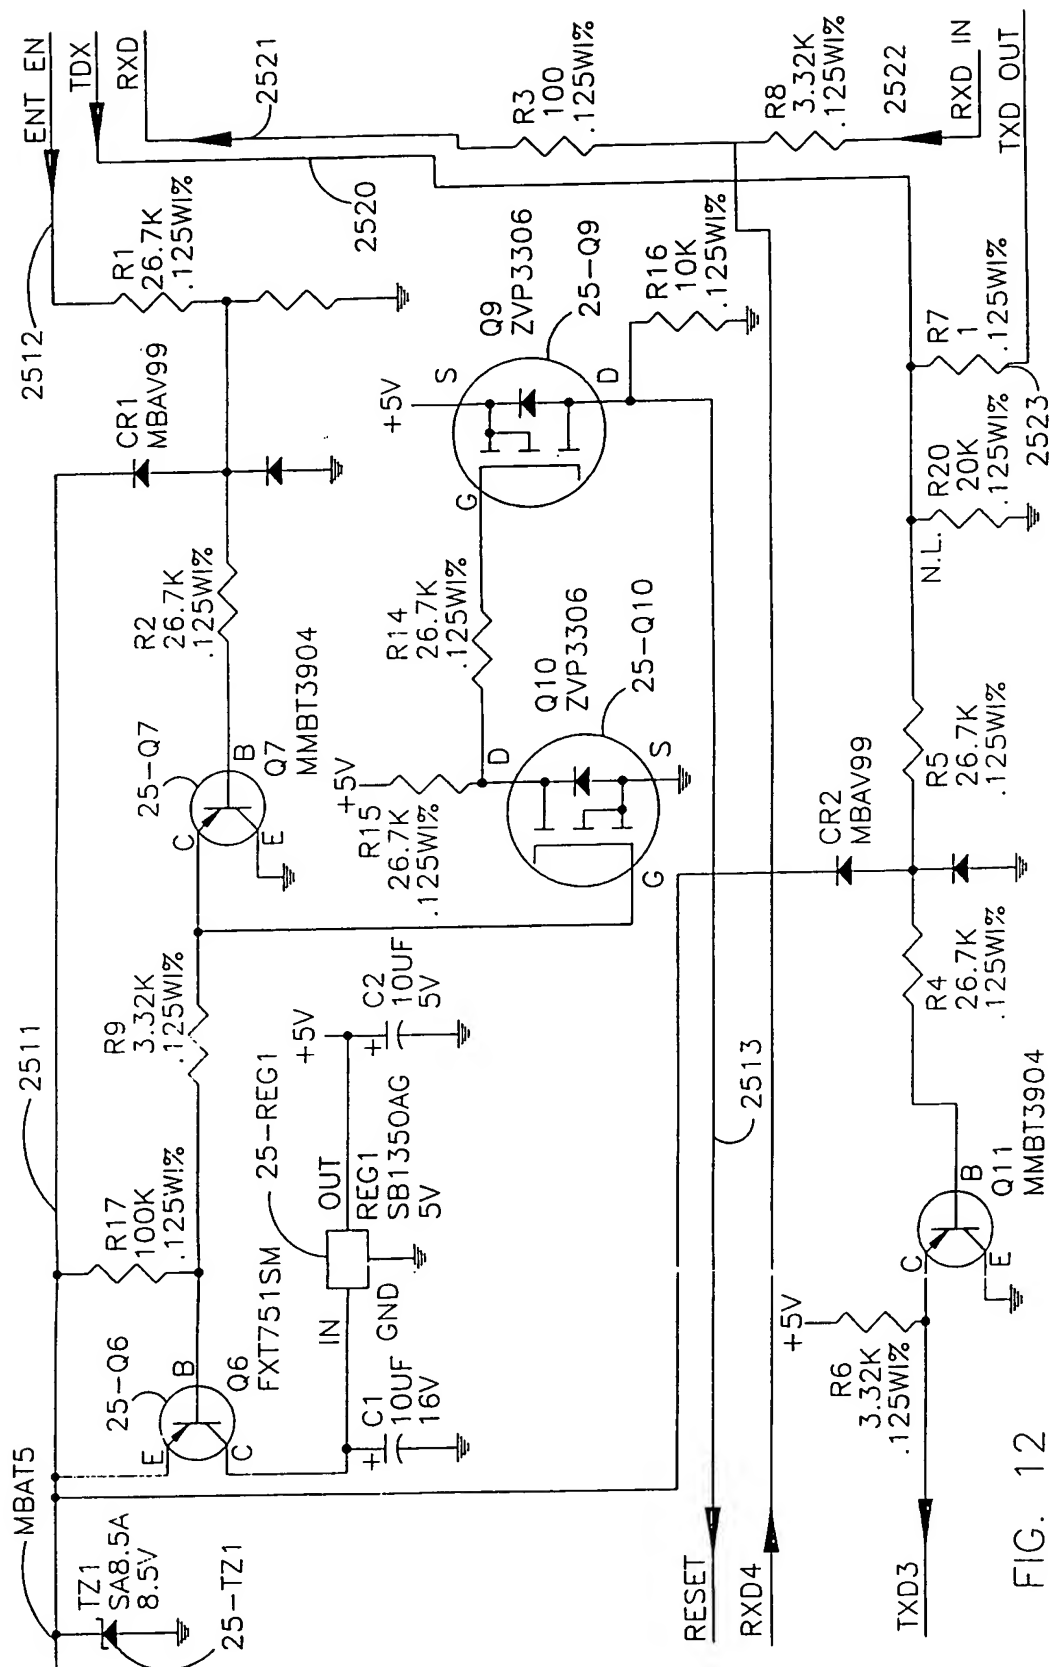 MBAT5
TZ1
SA8.5A
8.5V
25-TZ1
2511
2512
ENT EN
TDX
RXD
2521
2520
R1
26.7K
.125W1%
CR1
MBAV99
R2
26.7K
.125W1%
25-Q7
C
B
E
Q7
MMBT3904
R9
3.32K
.125W1%
R17
100K
.125W1%
25-Q6
E
B
C
Q6
FXT751SM
25-REG1
IN
OUT
GND
REG1
SB1350AG
5V
+
C1
10UF
16V
+5V
+
C2
10UF
5V
+5V
R15
26.7K
.125W1%
D
G
S
Q10
ZVP3306
25-Q10
R14
26.7K
.125W1%
+5V
S
G
D
Q9
ZVP3306
25-Q9
R16
10K
.125W1%
R3
100
.125W1%
R8
3.32K
.125W1%
2522
RXD IN
TXD OUT
RESET
2513
RXD4
CR2
MBAV99
R7
1
.125W1%
2523
N.L.
R20
20K
.125W1%
R5
26.7K
.125W1%
R4
26.7K
.125W1%
C
B
E
Q11
MMBT3904
+5V
R6
3.32K
.125W1%
TXD3
FIG. 12